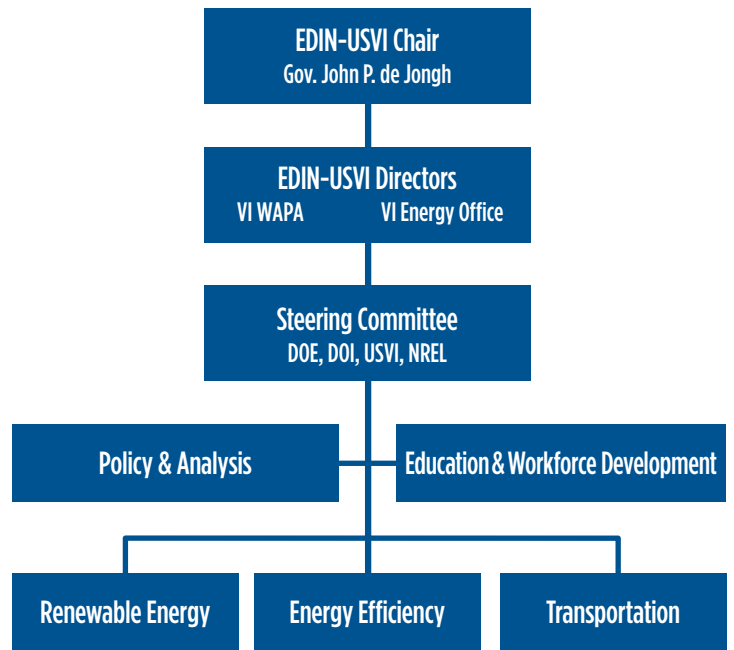 EDIN-USVI Chair
Gov. John P. de Jongh
EDIN-USVI Directors
VI WAPA VI Energy Office
Steering Committee
DOE, DOI, USVI, NREL
Policy & Analysis
Education & Workforce Development
Renewable Energy
Energy Efficiency
Transportation